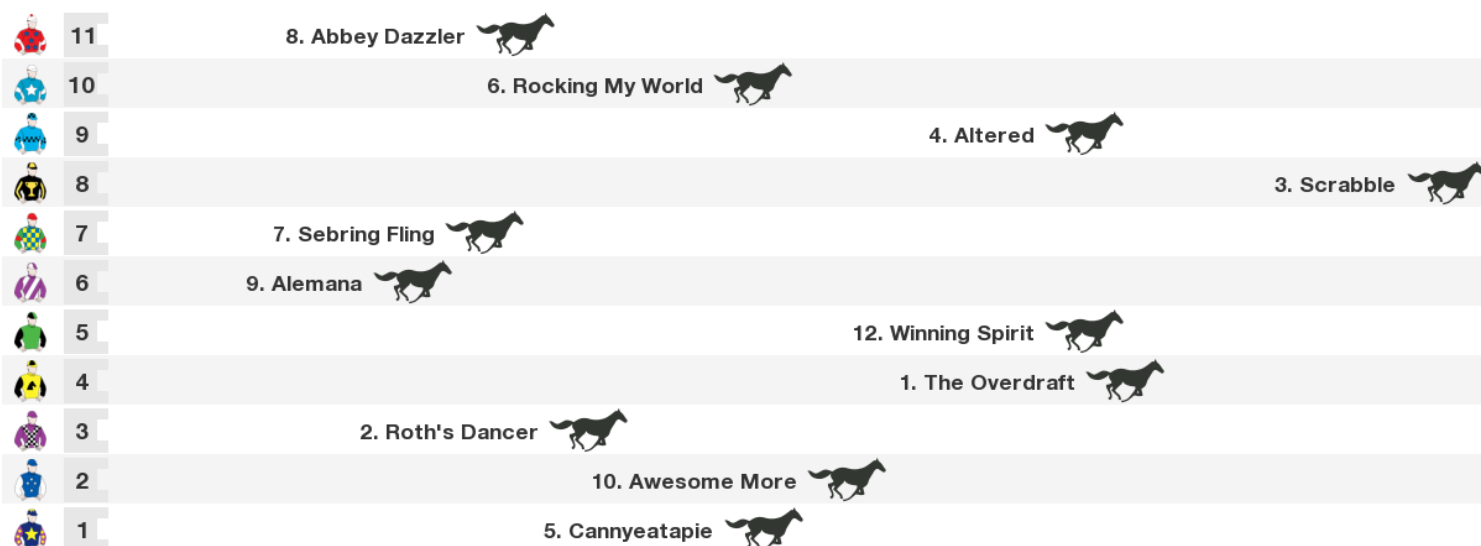 11 8. Abbey Dazzler
10 6. Rocking My World
9 4. Altered
8 3. Scrabble
7 7. Sebring Fling
6 9. Alemana
5 12. Winning Spirit
4 1. The Overdraft
3 2. Roth's Dancer
2 10. Awesome More
1 5. Cannyeatapie